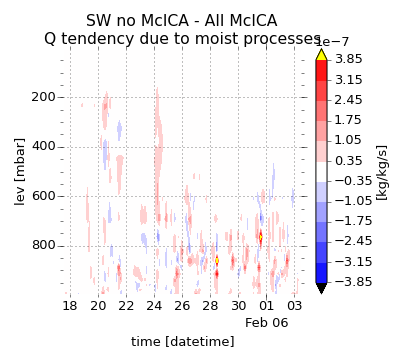 SW no McICA - All McICA
Q tendency due to moist processes
1e−7
3.85
3.15
2.45
1.75
1.05
0.35
−0.35
−1.05
−1.75
−2.45
−3.15
−3.85
[kg/kg/s]
lev [mbar]
200
400
600
800
18 20 22 24 26 28 30 01 03
Feb 06
time [datetime]